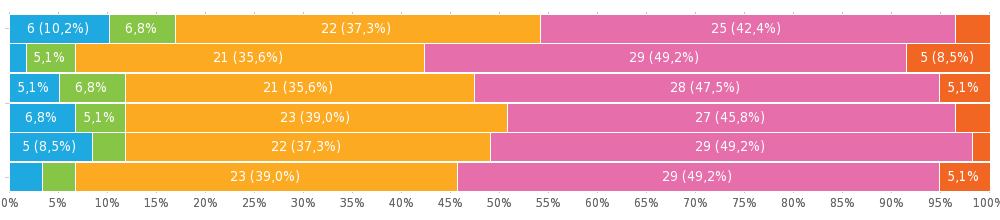 6 (10,2%) 6,8% 22 (37,3%) 25 (42,4%)
5,1% 21 (35,6%) 29 (49,2%) 5 (8,5%)
5,1% 6,8% 21 (35,6%) 28 (47,5%) 5,1%
6,8% 5,1% 23 (39,0%) 27 (45,8%)
5 (8,5%) 22 (37,3%) 29 (49,2%)
23 (39,0%) 29 (49,2%) 5,1%
0% 5% 10% 15% 20% 25% 30% 35% 40% 45% 50% 55% 60% 65% 70% 75% 80% 85% 90% 95% 100%